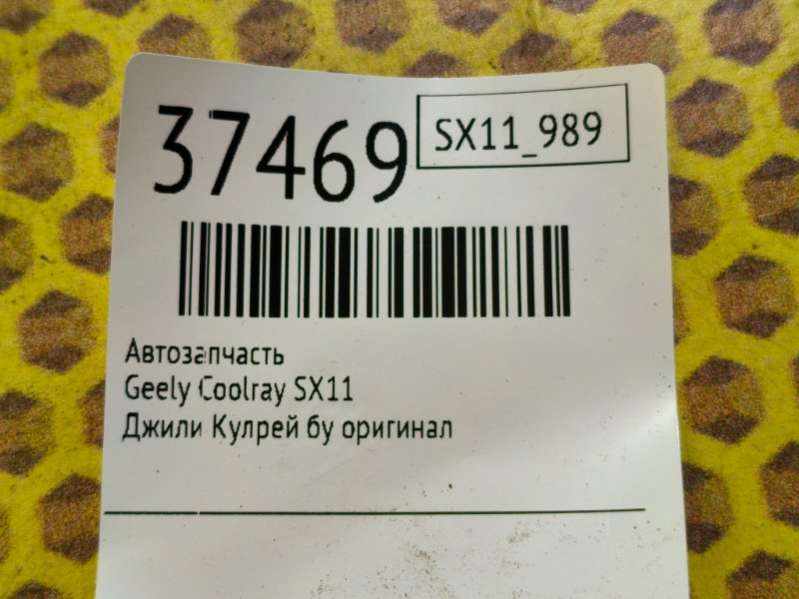 37469
SX11_989
Автозапчасть
Geely Coolray SX11
Джили Кулрей бу оригинал